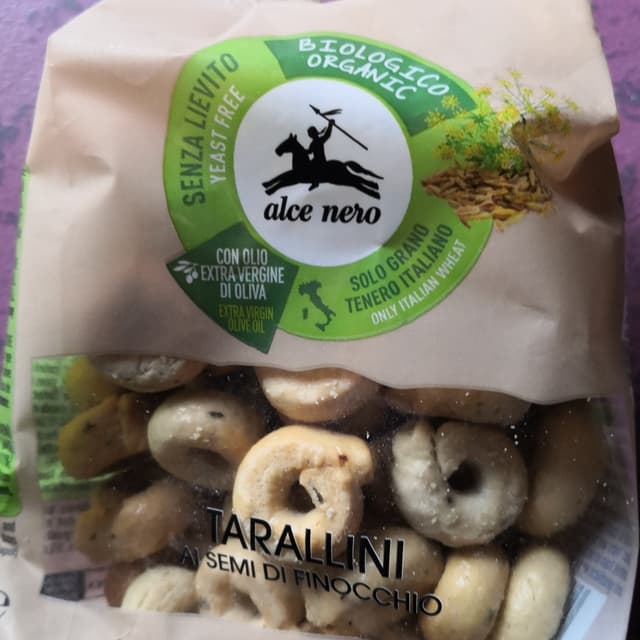 BIOLOGICO
ORGANIC
SENZA LIEVITO
YEAST FREE
alce nero
CON OLIO
EXTRA VERGINE
DI OLIVA
EXTRA VIRGIN
OLIVE OIL
SOLO GRANO
TENERO ITALIANO
ONLY ITALIAN WHEAT
TARALLINI
AI SEMI DI FINOCCHIO